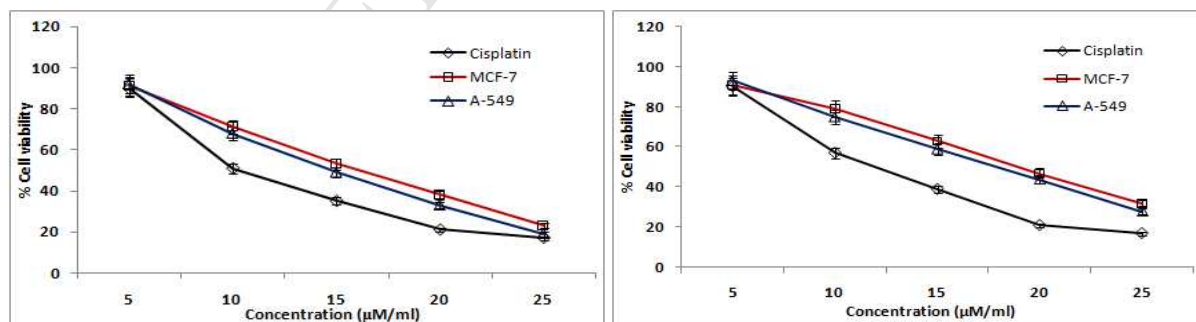 120
100
80
60
40
20
0
% Cell viability
Cisplatin
MCF-7
A-549
5 10 15 20 25
Concentration (µM/ml)
120
100
80
60
40
20
0
% Cell viability
Cisplatin
MCF-7
A-549
5 10 15 20 25
Concentration (µM/ml)